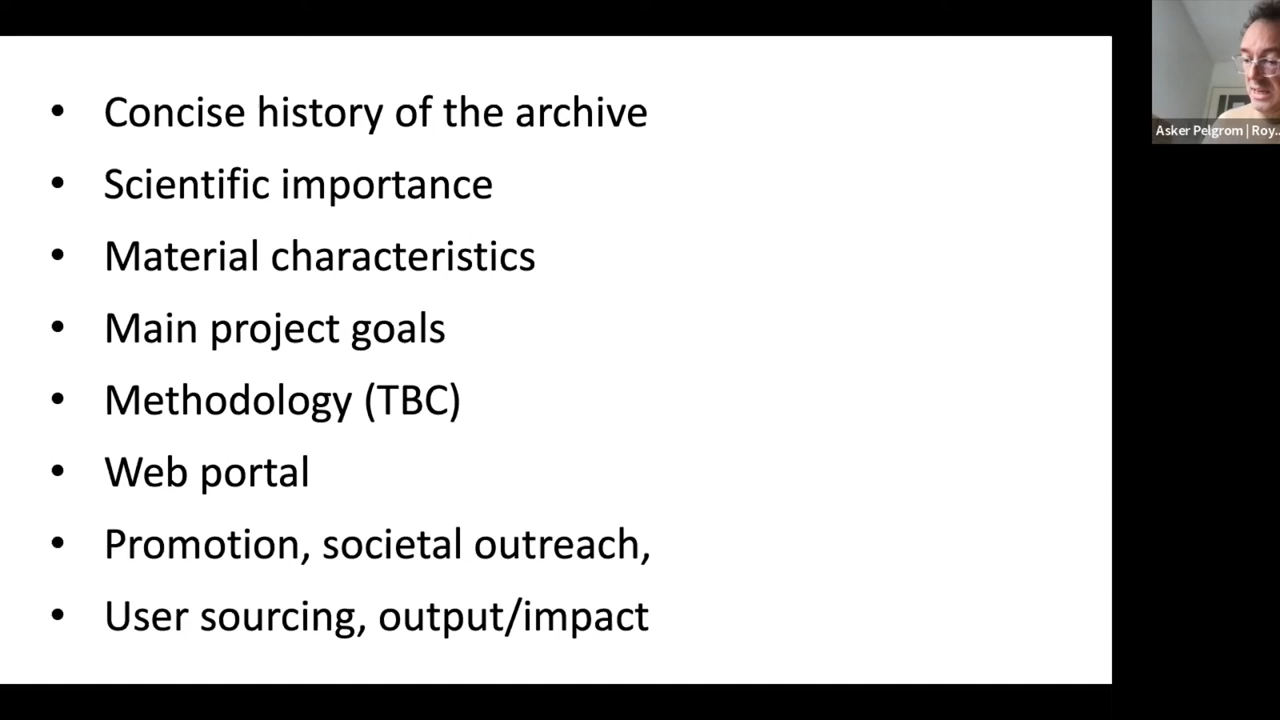 • Concise history of the archive
• Scientific importance
• Material characteristics
• Main project goals
• Methodology (TBC)
• Web portal
• Promotion, societal outreach,
• User sourcing, output/impact
Asker Pelgrom | Roy...